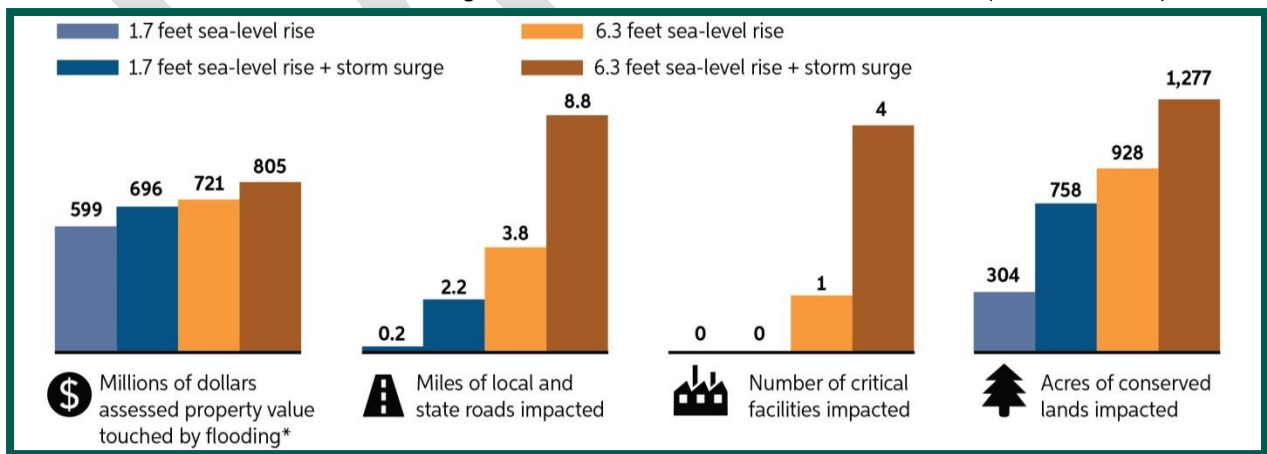 1.7 feet sea-level rise
6.3 feet sea-level rise
1.7 feet sea-level rise + storm surge
6.3 feet sea-level rise + storm surge
599
696
721
805
0.2
2.2
3.8
8.8
0
0
1
4
304
758
928
1,277
$
Millions of dollars
assessed property value
touched by flooding*
Miles of local and
state roads impacted
Number of critical
facilities impacted
Acres of conserved
lands impacted